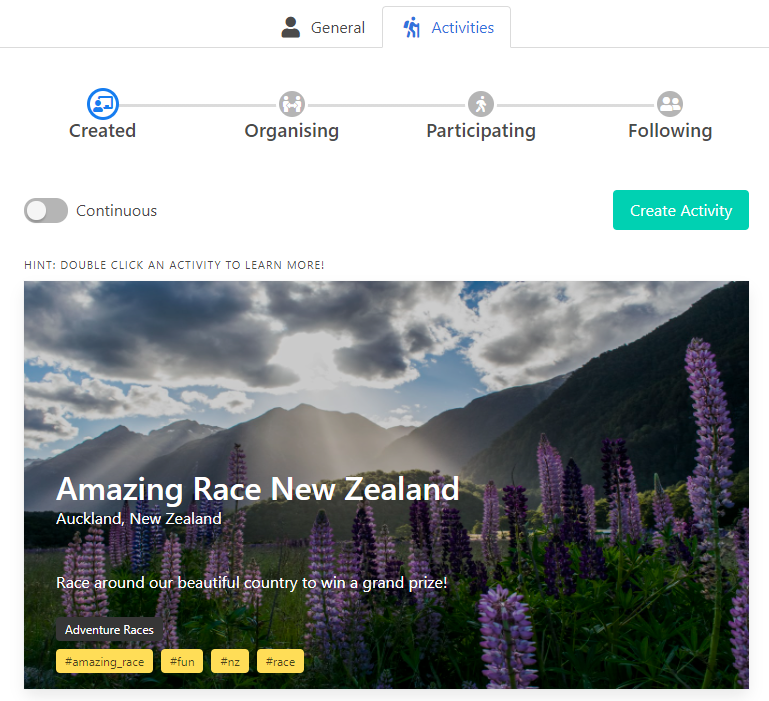 General
Activities
Created
Organising
Participating
Following
Continuous
Create Activity
HINT: DOUBLE CLICK AN ACTIVITY TO LEARN MORE!
Amazing Race New Zealand
Auckland, New Zealand
Race around our beautiful country to win a grand prize!
Adventure Races
#amazing_race #fun #nz #race